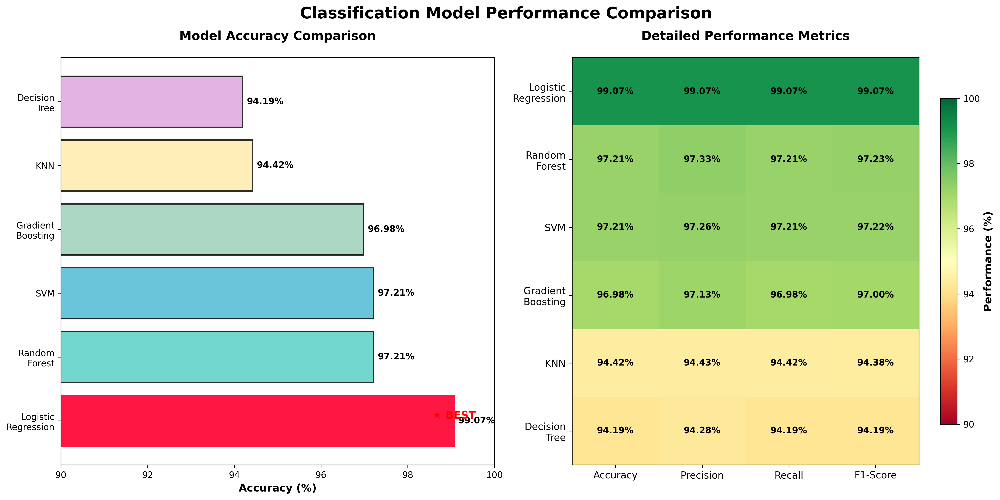 Classification Model Performance Comparison
Model Accuracy Comparison
Decision
Tree
94.19%
KNN
94.42%
Gradient
Boosting
96.98%
SVM
97.21%
Random
Forest
97.21%
Logistic
Regression
★ BEST
99.07%
90 92 94 96 98 100
Accuracy (%)
Detailed Performance Metrics
Logistic
Regression
99.07% 99.07% 99.07% 99.07%
Random
Forest
97.21% 97.33% 97.21% 97.23%
SVM
97.21% 97.26% 97.21% 97.22%
Gradient
Boosting
96.98% 97.13% 96.98% 97.00%
KNN
94.42% 94.43% 94.42% 94.38%
Decision
Tree
94.19% 94.28% 94.19% 94.19%
Accuracy Precision Recall F1-Score
100
98
96
94
92
90
Performance (%)